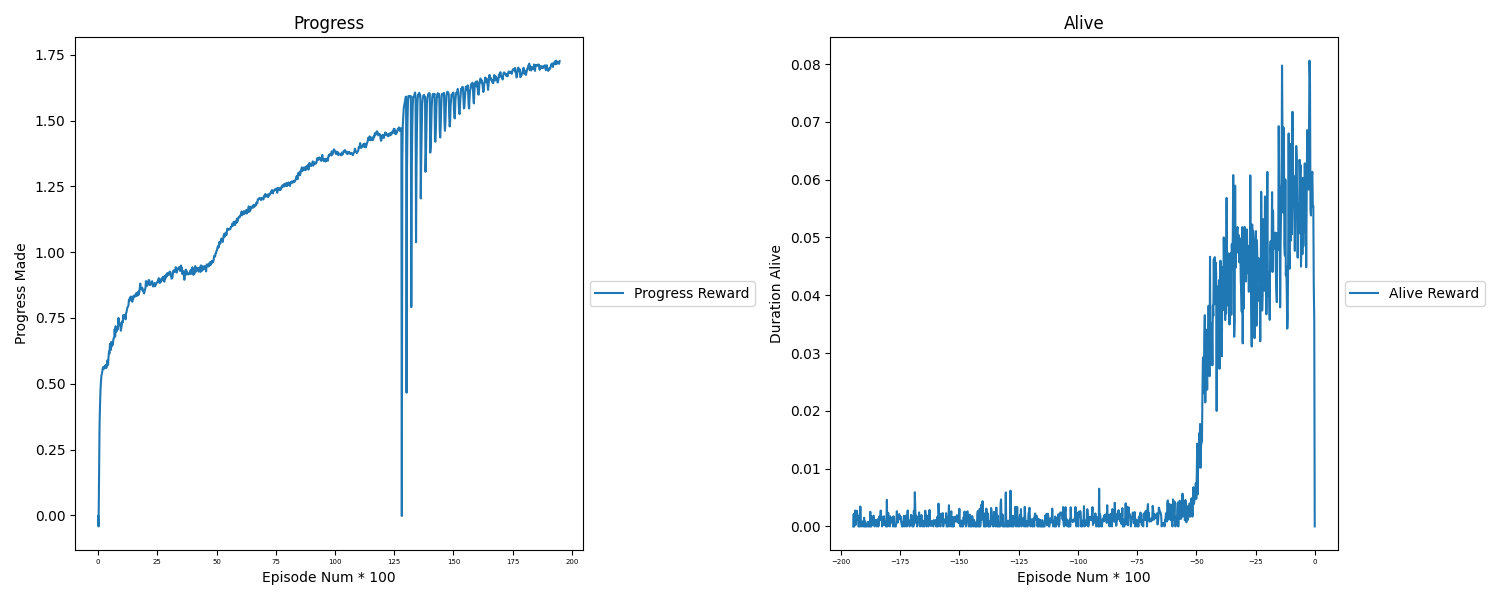 Progress
1.75
1.50
1.25
1.00
0.75
0.50
0.25
0.00
Progress Made
0 25 50 75 100 125 150 175 200
Episode Num * 100
Progress Reward
Alive
0.08
0.07
0.06
0.05
0.04
0.03
0.02
0.01
0.00
Duration Alive
−200 −175 −150 −125 −100 −75 −50 −25 0
Episode Num * 100
Alive Reward